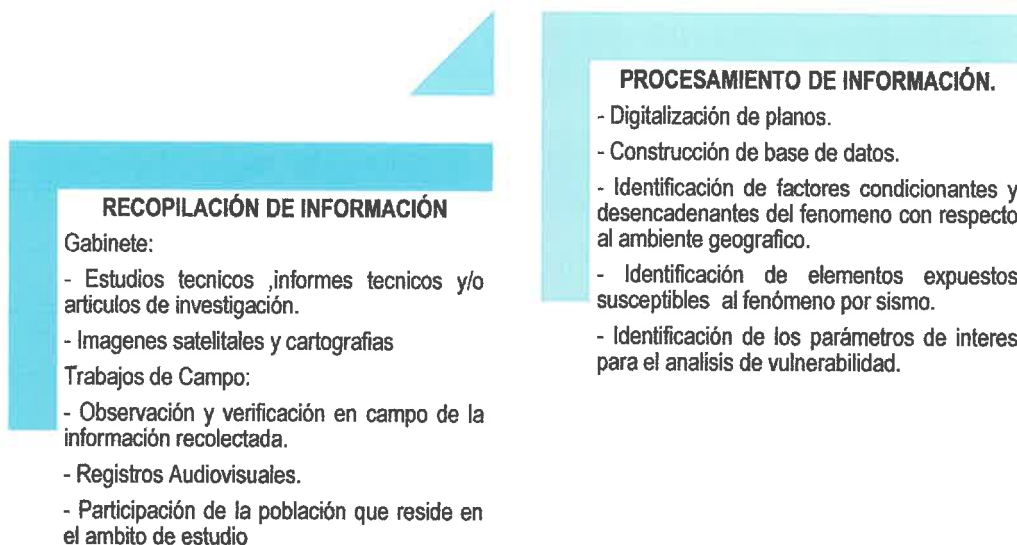 RECOPILACIÓN DE INFORMACIÓN
Gabinete:
- Estudios tecnicos ,informes tecnicos y/o
articulos de investigación.
- Imagenes satelitales y cartografias
Trabajos de Campo:
- Observación y verificación en campo de la
información recolectada.
- Registros Audiovisuales.
- Participación de la población que reside en
el ambito de estudio
PROCESAMIENTO DE INFORMACIÓN.
- Digitalización de planos.
- Construcción de base de datos.
- Identificación de factores condicionantes y
desencadenantes del fenomeno con respecto
al ambiente geografico.
- Identificación de elementos expuestos
susceptibles al fenómeno por sismo.
- Identificación de los parámetros de interes
para el analisis de vulnerabilidad.